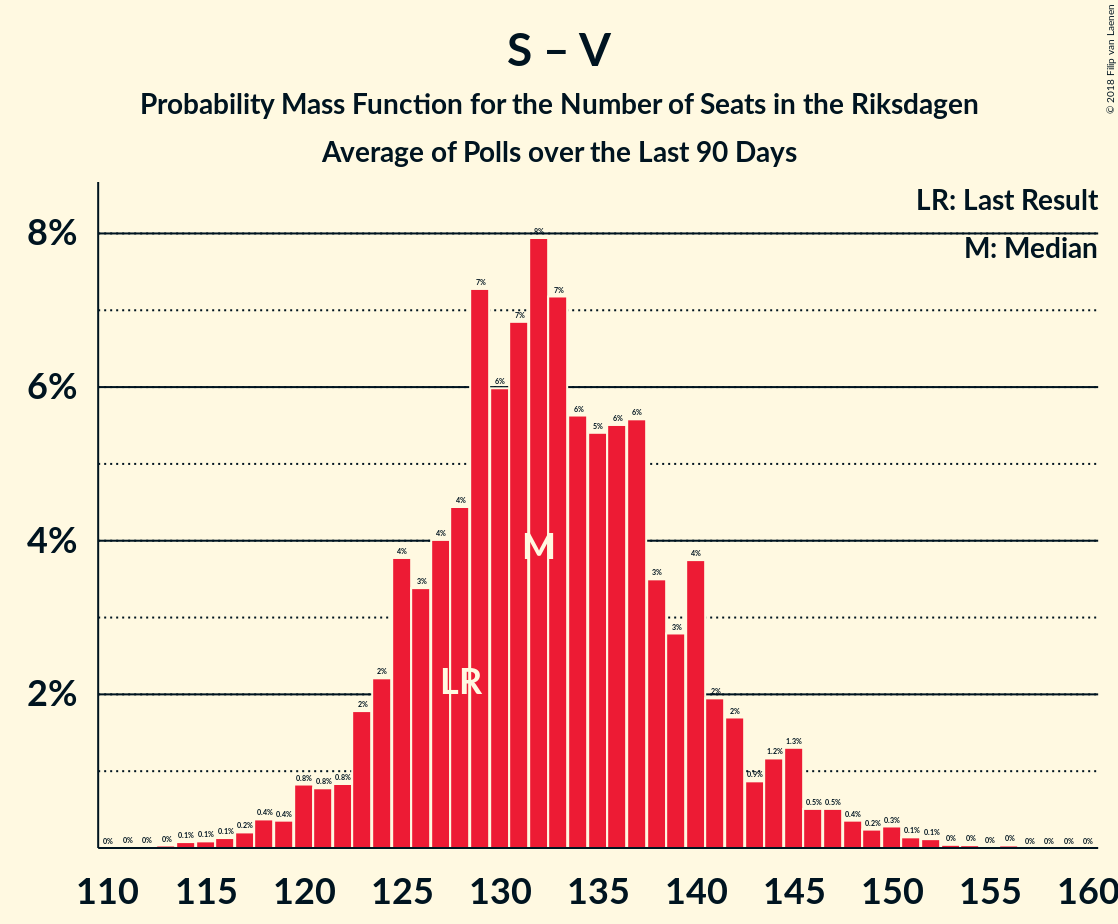 S – V
Probability Mass Function for the Number of Seats in the Riksdagen
Average of Polls over the Last 90 Days
© 2018 Filip van Laenen
LR: Last Result
M: Median
8%
6%
4%
2%
0% 0% 0% 0% 0.1% 0.1% 0.1% 0.2% 0.4% 0.4% 0.8% 0.8% 0.8% 2% 2% 4% 3% 4% 4% 7% 6% 7% 8% 7% 6% 5% 6% 6% 3% 3% 4% 2% 2% 0.9% 1.2% 1.3% 0.5% 0.5% 0.4% 0.2% 0.3% 0.1% 0.1% 0% 0% 0% 0% 0% 0% 0% 0%
M
LR
110 115 120 125 130 135 140 145 150 155 160